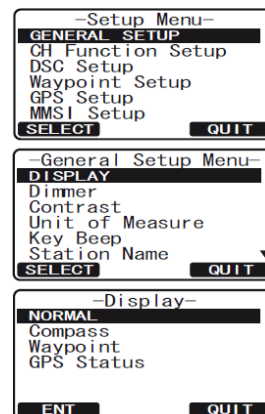 -Setup Menu-
GENERAL SETUP
CH Function Setup
DSC Setup
Waypoint Setup
GPS Setup
MMSI Setup
SELECT QUIT
-General Setup Menu-
DISPLAY
Dimmer
Contrast
Unit of Measure
Key Beep
Station Name
SELECT QUIT
-Display-
NORMAL
Compass
Waypoint
GPS Status
ENT QUIT